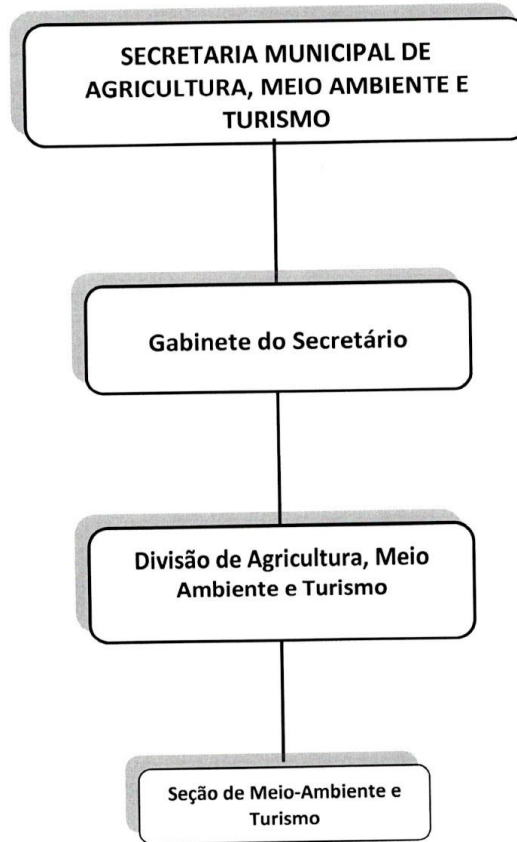 SECRETARIA MUNICIPAL DE
AGRICULTURA, MEIO AMBIENTE E
TURISMO
Gabinete do Secretário
Divisão de Agricultura, Meio
Ambiente e Turismo
Seção de Meio-Ambiente e
Turismo